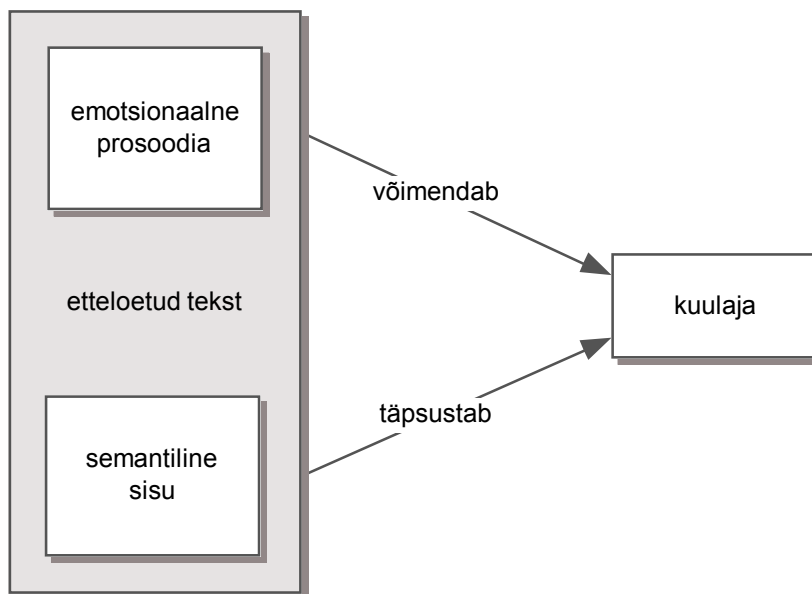 emotsionaalne
prosoodia
võimendab
etteloetud tekst
kuulaja
täpsustab
semantiline
sisu